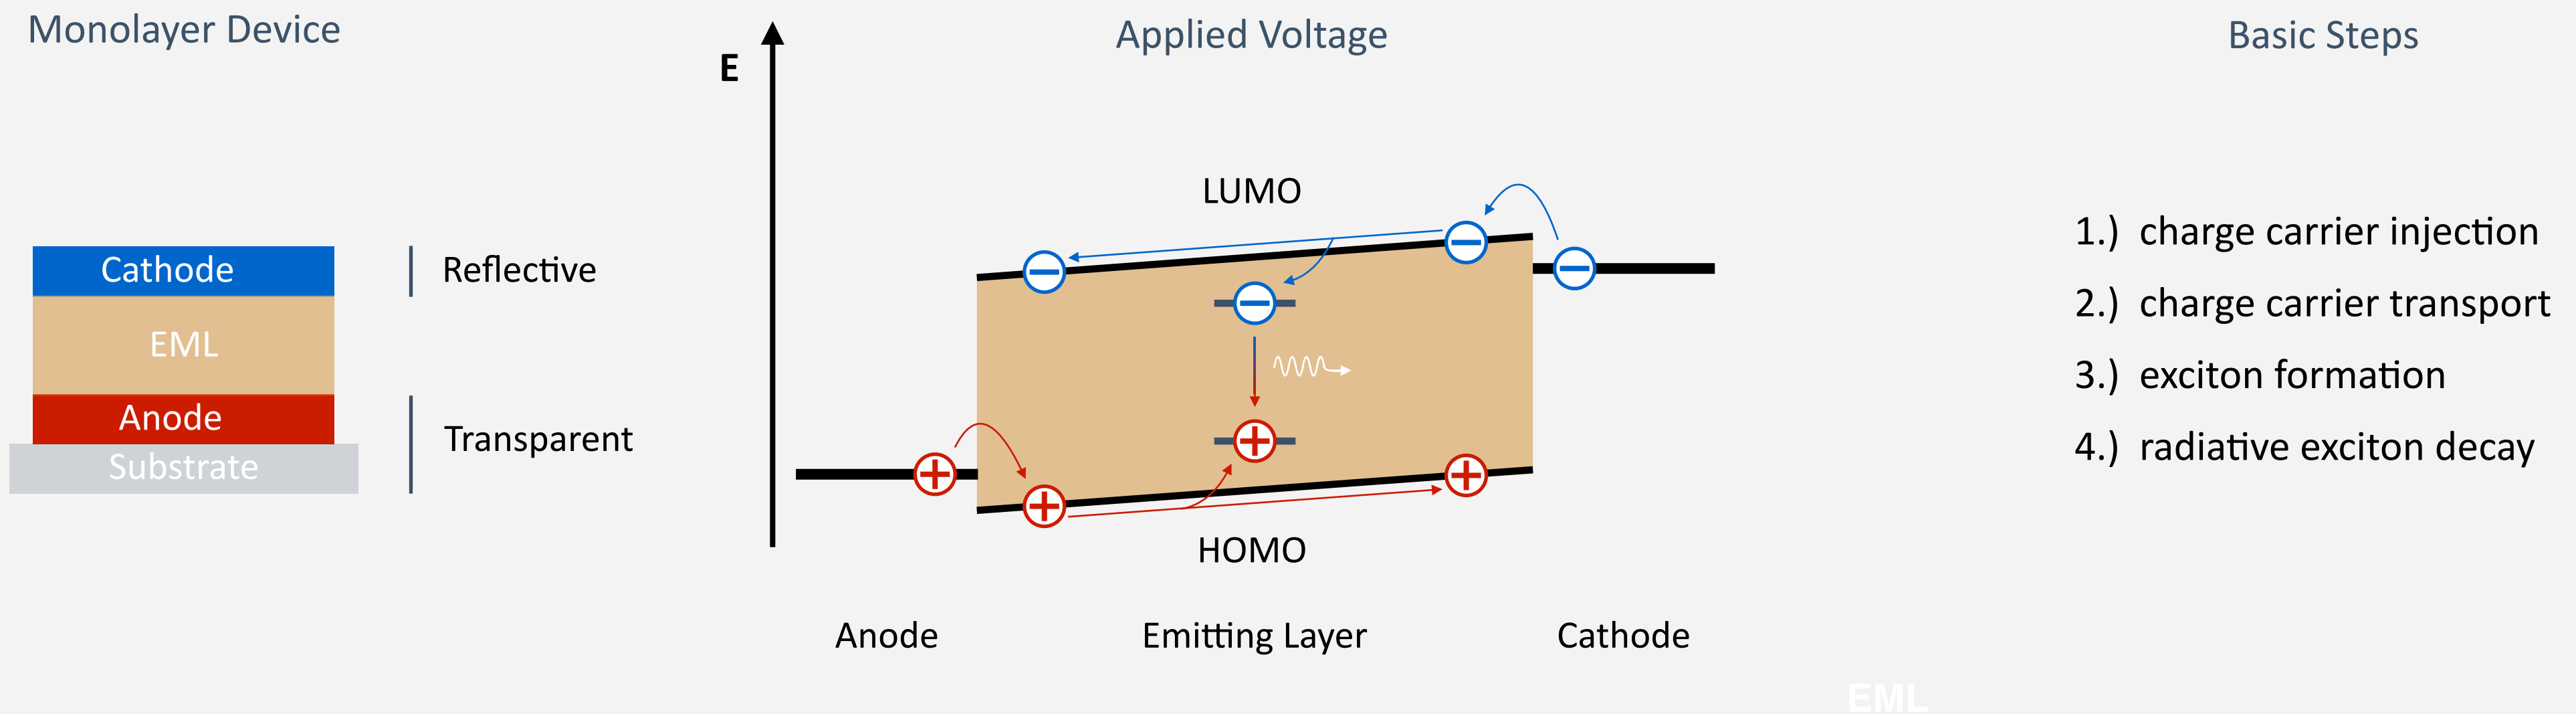 Monolayer Device
Cathode
EML
Anode
Substrate
Reflective
Transparent
Applied Voltage
E
LUMO
HOMO
Anode
Emitting Layer
Cathode
EML
Basic Steps
1.) charge carrier injection
2.) charge carrier transport
3.) exciton formation
4.) radiative exciton decay